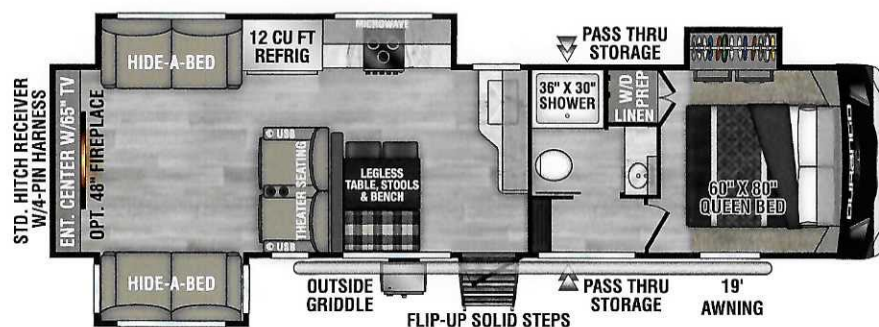 MICROWAVE
12 CU FT
REFRIG
HIDE-A-BED
PASS THRU
STORAGE
STD. HITCH RECEIVER
W/4-PIN HARNESS
ENT. CENTER W/65" TV
OPT. 48" FIREPLACE
36" X 30"
SHOWER
W/D
PREP
LINEN
USB
THEATER SEATING
USB
LEGLESS
TABLE, STOOLS
& BENCH
60" X 80"
QUEEN BED
DURANGO
HIDE-A-BED
OUTSIDE
GRIDDLE
FLIP-UP SOLID STEPS
PASS THRU
STORAGE
19'
AWNING